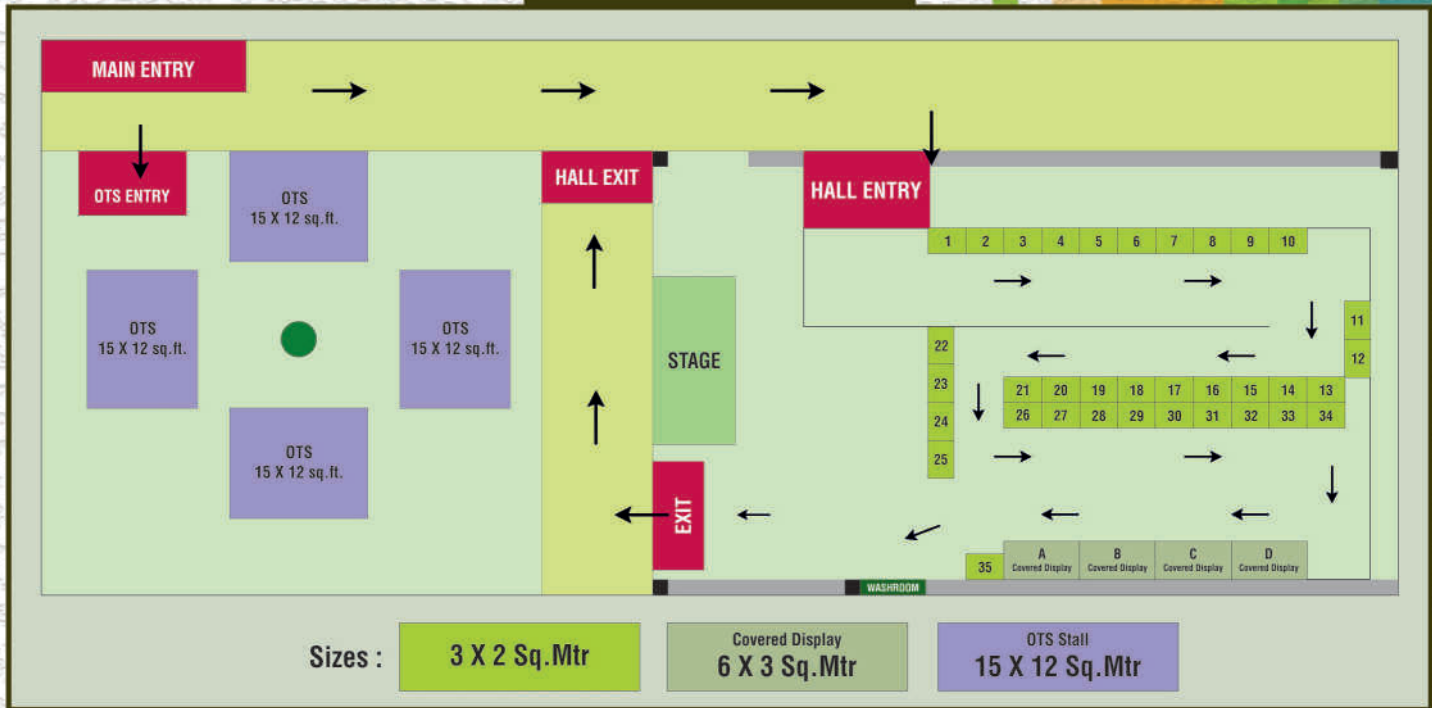 MAIN ENTRY
OTS ENTRY
OTS
15 X 12 sq.ft.
OTS
15 X 12 sq.ft.
OTS
15 X 12 sq.ft.
OTS
15 X 12 sq.ft.
HALL EXIT
STAGE
EXIT
HALL ENTRY
1 2 3 4 5 6 7 8 9 10
11
12
22
23
24
25
21 20 19 18 17 16 15 14 13
26 27 28 29 30 31 32 33 34
35
A
Covered Display
B
Covered Display
C
Covered Display
D
Covered Display
WASHROOM
Sizes :
3 X 2 Sq.Mtr
Covered Display
6 X 3 Sq.Mtr
OTS Stall
15 X 12 Sq.Mtr